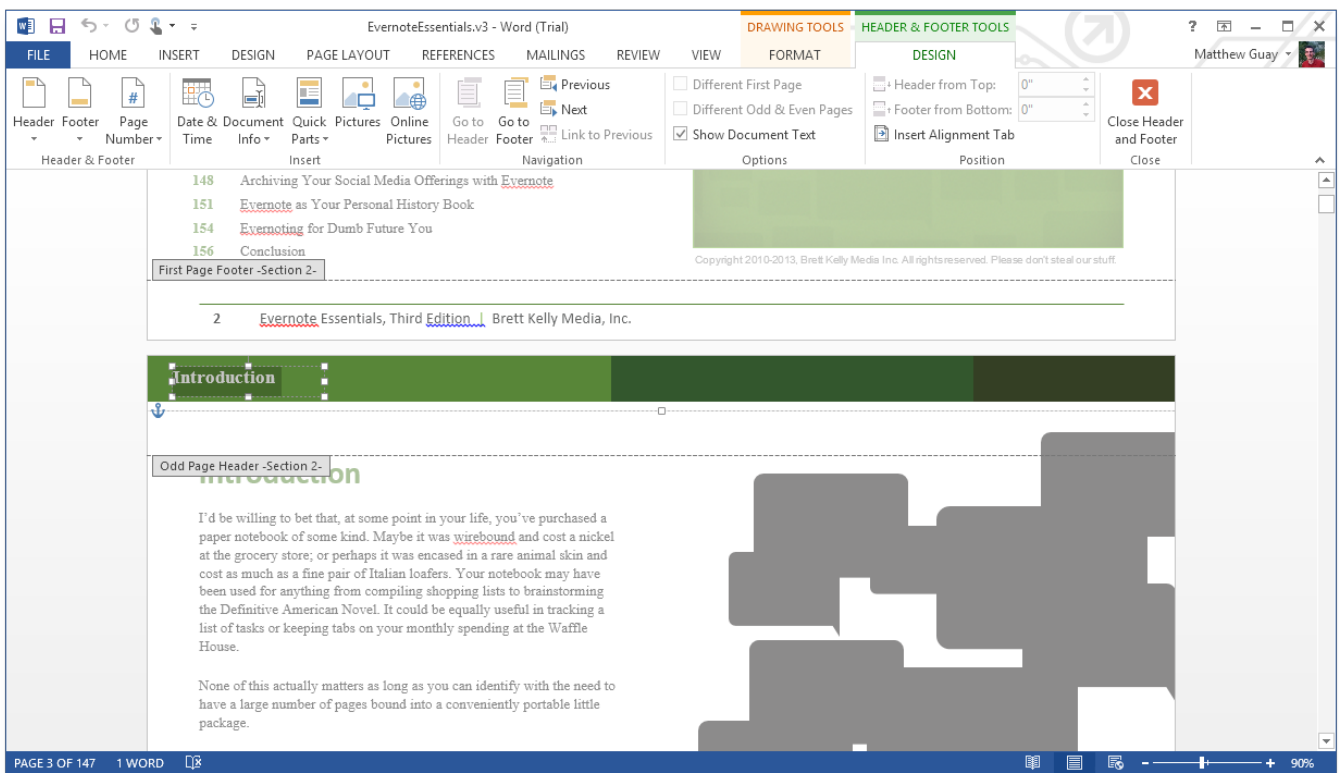 EvernoteEssentials.v3 - Word (Trial)
DRAWING TOOLS
HEADER & FOOTER TOOLS
?
FILE HOME INSERT DESIGN PAGE LAYOUT REFERENCES MAILINGS REVIEW VIEW FORMAT DESIGN
Matthew Guay
Header Footer Page Number
Header & Footer
Date & Time Document Info Quick Parts Pictures Online Pictures
Insert
Go to Header Go to Footer
Previous
Next
Link to Previous
Navigation
Different First Page
Different Odd & Even Pages
Show Document Text
Options
Header from Top: 0"
Footer from Bottom: 0"
Insert Alignment Tab
Position
Close Header and Footer
Close
148 Archiving Your Social Media Offerings with Evernote
151 Evernote as Your Personal History Book
154 Evernoting for Dumb Future You
156 Conclusion
Copyright 2010-2013, Brett Kelly Media Inc. All rights reserved. Please don't steal our stuff.
First Page Footer -Section 2-
2 Evernote Essentials, Third Edition | Brett Kelly Media, Inc.
Introduction
Odd Page Header -Section 2-
Introduction
I'd be willing to bet that, at some point in your life, you've purchased a
paper notebook of some kind. Maybe it was wirebound and cost a nickel
at the grocery store; or perhaps it was encased in a rare animal skin and
cost as much as a fine pair of Italian loafers. Your notebook may have
been used for anything from compiling shopping lists to brainstorming
the Definitive American Novel. It could be equally useful in tracking a
list of tasks or keeping tabs on your monthly spending at the Waffle
House.
None of this actually matters as long as you can identify with the need to
have a large number of pages bound into a conveniently portable little
package.
PAGE 3 OF 147 1 WORD
90%